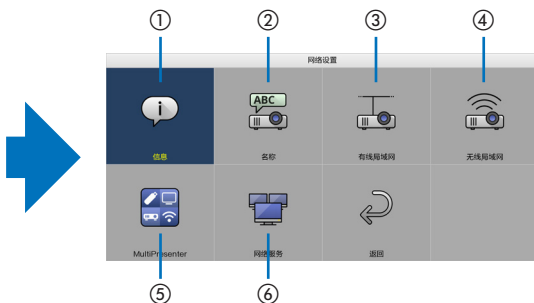 ① ② ③ ④
网络设置
ABC
i
信息 名称 有线局域网 无线局域网
MultiPresenter 网络服务 返回
⑤ ⑥